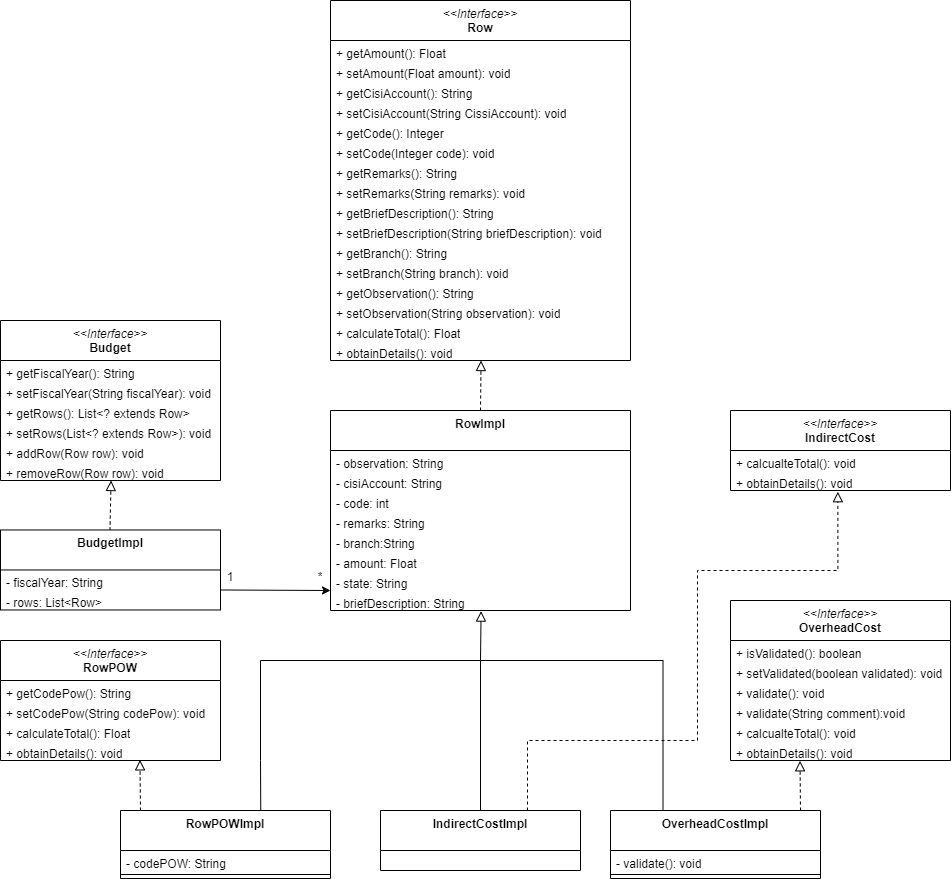 <<Interface>>
Row
+ getAmount(): Float
+ setAmount(Float amount): void
+ getCisiAccount(): String
+ setCisiAccount(String CissiAccount): void
+ getCode(): Integer
+ setCode(Integer code): void
+ getRemarks(): String
+ setRemarks(String remarks): void
+ getBriefDescription(): String
+ setBriefDescription(String briefDescription): void
+ getBranch(): String
+ setBranch(String branch): void
+ getObservation(): String
+ setObservation(String observation): void
+ calculateTotal(): Float
+ obtainDetails(): void
<<Interface>>
Budget
+ getFiscalYear(): String
+ setFiscalYear(String fiscalYear): void
+ getRows(): List<? extends Row>
+ setRows(List<? extends Row>): void
+ addRow(Row row): void
+ removeRow(Row row): void
RowImpl
- observation: String
- cisiAccount: String
- code: int
- remarks: String
- branch:String
- amount: Float
- state: String
- briefDescription: String
<<Interface>>
IndirectCost
+ calcualteTotal(): void
+ obtainDetails(): void
BudgetImpl
- fiscalYear: String
- rows: List<Row>
1
*
<<Interface>>
OverheadCost
+ isValidated(): boolean
+ setValidated(boolean validated): void
+ validate(): void
+ validate(String comment):void
+ calcualteTotal(): void
+ obtainDetails(): void
<<Interface>>
RowPOW
+ getCodePow(): String
+ setCodePow(String codePow): void
+ calculateTotal(): Float
+ obtainDetails(): void
RowPOWImpl
- codePOW: String
IndirectCostImpl
OverheadCostImpl
- validate(): void